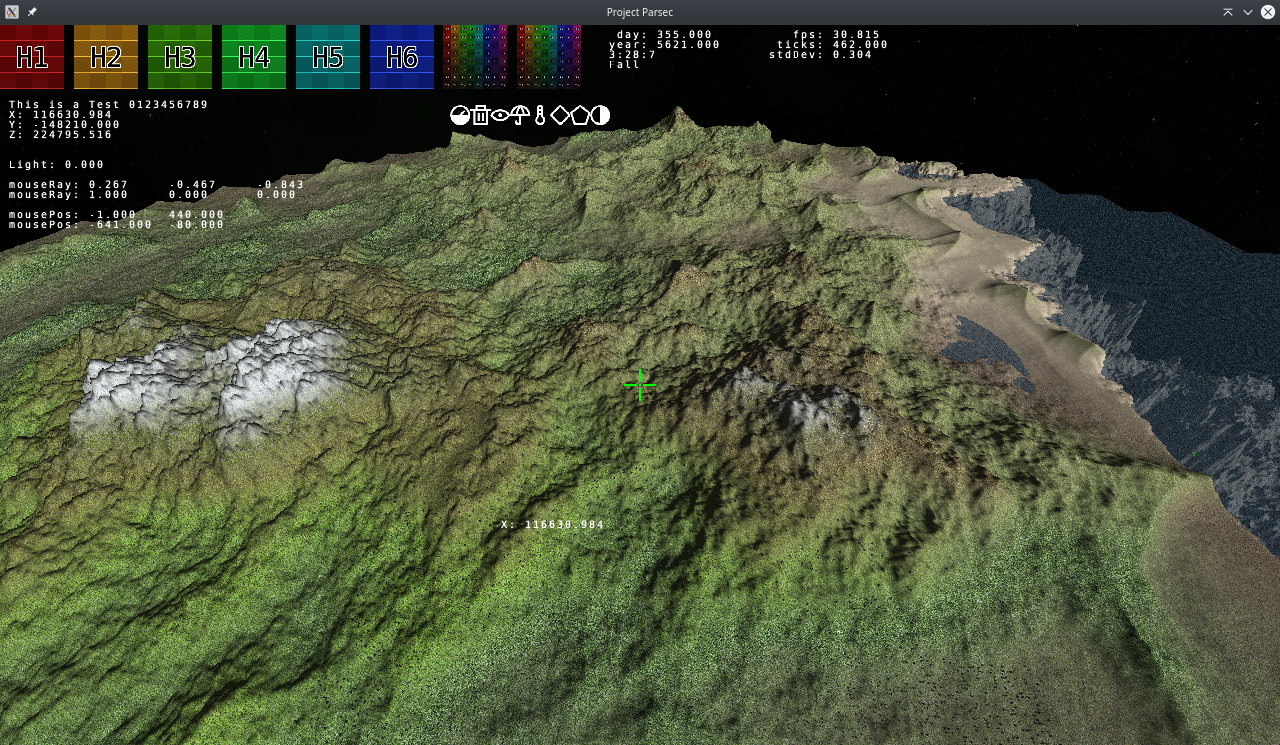 Project Parsec
H1 H2 H3 H4 H5 H6
day: 355.000 fps: 30.815
year: 5621.000 ticks: 462.000
3:28:7 stdDev: 0.304
Fall
This is a Test 0123456789
X: 116630.984
Y: -148210.000
Z: 224795.516
Light: 0.000
mouseRay: 0.267 -0.467 -0.843
mouseRay: 1.000 0.000 0.000
mousePos: -1.000 440.000
mousePos: -641.000 -80.000
X: 116630.984